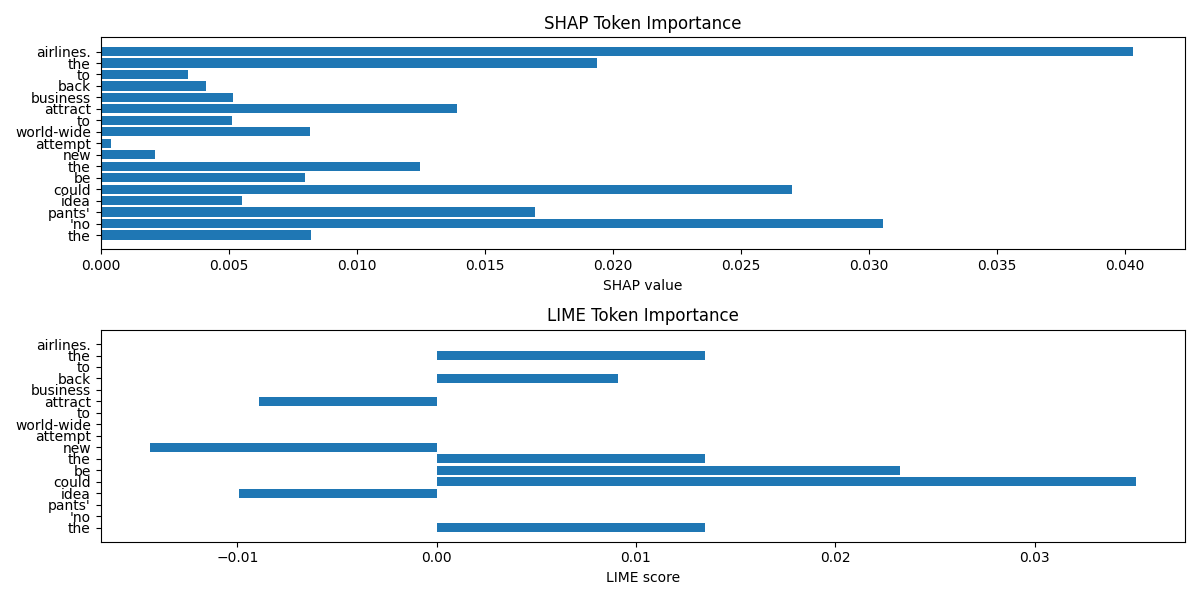 SHAP Token Importance
airlines.
the
to
back
business
attract
to
world-wide
attempt
new
the
be
could
idea
pants'
'no
the
0.000 0.005 0.010 0.015 0.020 0.025 0.030 0.035 0.040
SHAP value
LIME Token Importance
airlines.
the
to
back
business
attract
to
world-wide
attempt
new
the
be
could
idea
pants'
'no
the
−0.01 0.00 0.01 0.02 0.03
LIME score